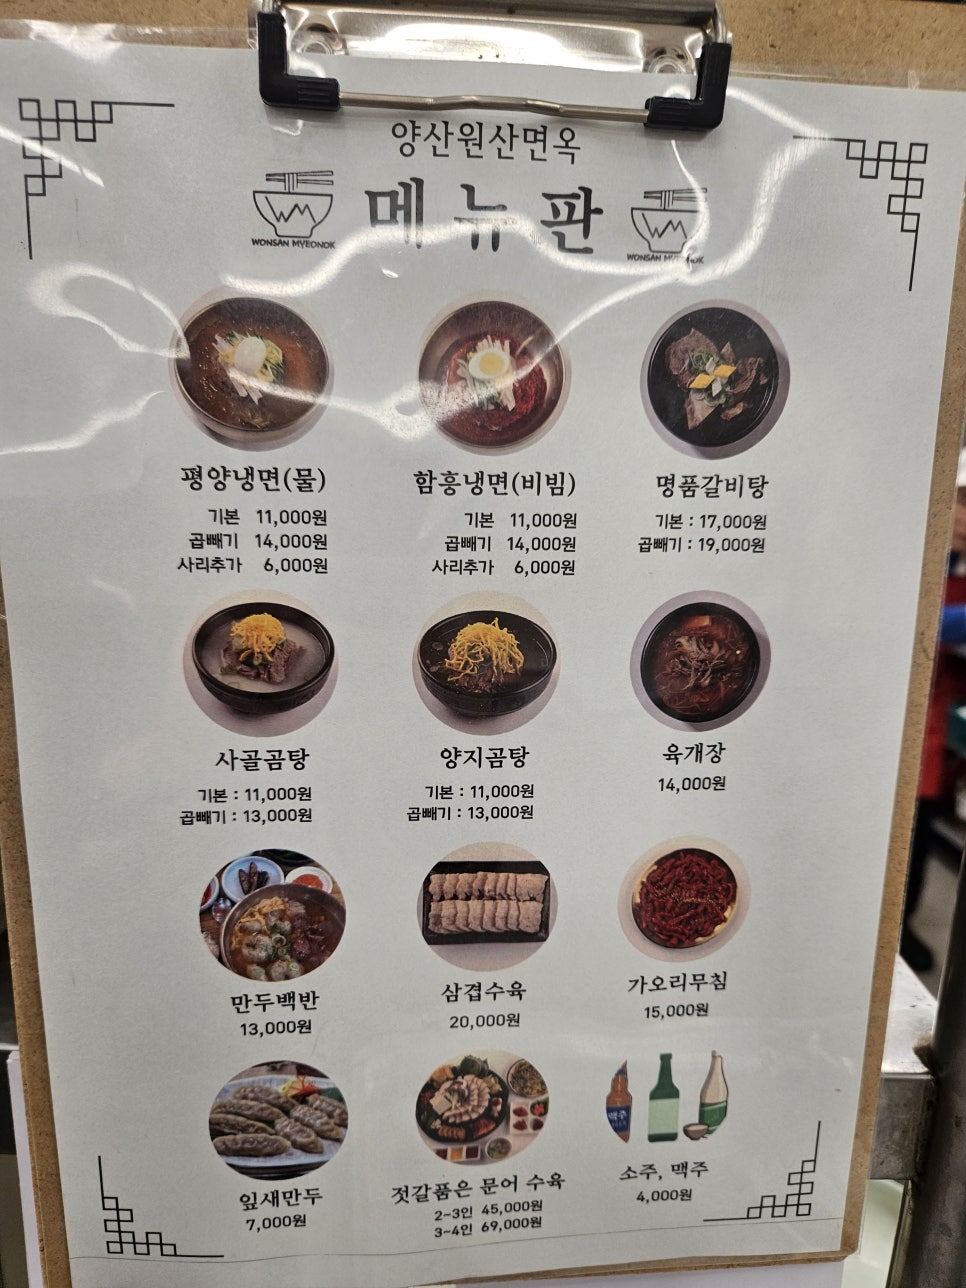 양산원산면옥
메뉴판
WONSAN MYEONOK
WONSAN MYEONOK
평양냉면(물)
기본 11,000원
곱빼기 14,000원
사리추가 6,000원
함흥냉면(비빔)
기본 11,000원
곱빼기 14,000원
사리추가 6,000원
명품갈비탕
기본 : 17,000원
곱빼기 : 19,000원
사골곰탕
기본 : 11,000원
곱빼기 : 13,000원
양지곰탕
기본 : 11,000원
곱빼기 : 13,000원
육개장
14,000원
만두백반
13,000원
삼겹수육
20,000원
가오리무침
15,000원
잎새만두
7,000원
젓갈품은 문어 수육
2~3인 45,000원
3~4인 69,000원
맥주
소주, 맥주
4,000원